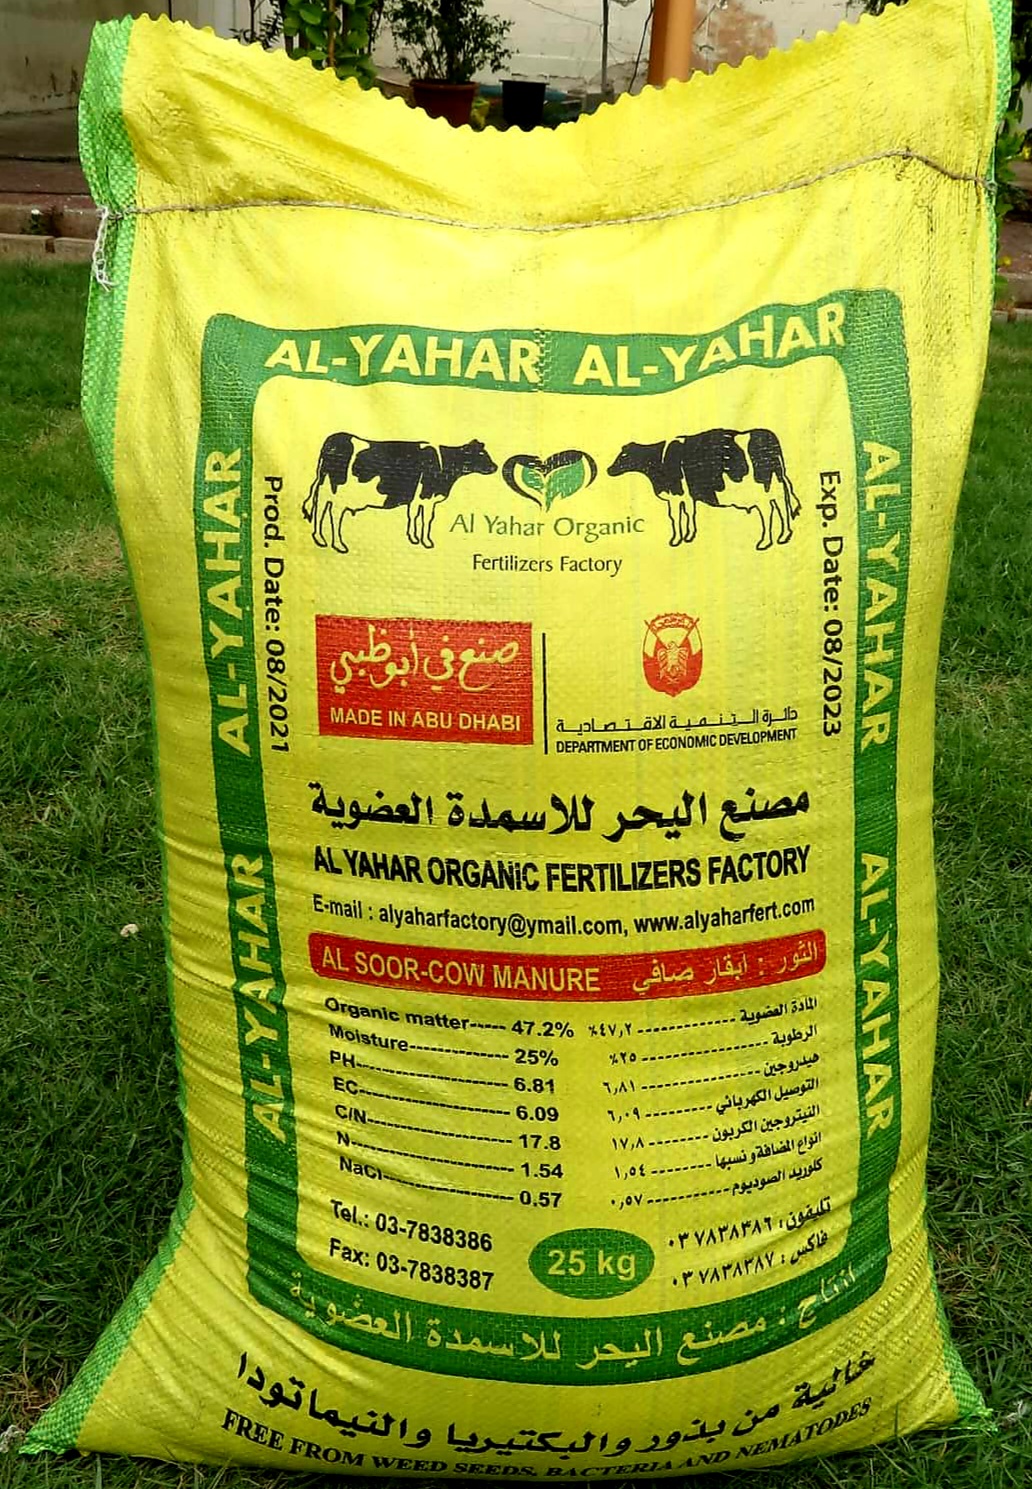 AL-YAHAR AL-YAHAR
AL-YAHAR
AL-YAHAR
AL-YAHAR
AL-YAHAR
Prod. Date: 08/2021
Exp. Date: 08/2023
Al Yahar Organic
Fertilizers Factory
صنع في أبوظبي
MADE IN ABU DHABI
دائرة التنمية الاقتصادية
DEPARTMENT OF ECONOMIC DEVELOPMENT
مصنع اليحر للاسمدة العضوية
AL YAHAR ORGANIC FERTILIZERS FACTORY
E-mail : alyaharfactory@ymail.com, www.alyaharfert.com
AL SOOR-COW MANURE الثور : ابقار صافي
Organic matter----- 47.2% المادة العضوية ------------- ٤٧,٢%
Moisture-------------- 25% الرطوبة ------------------ ٢٥%
PH--------------------- 6.81 هيدروجين ---------------- ٦,٨١
EC--------------------- 6.09 التوصيل الكهربائي --------- ٦,٠٩
C/N-------------------- 17.8 النيتروجين الكربون -------- ١٧,٨
N----------------------- 1.54 انواع المضافة و نسبها -------- ١,٥٤
NaCl------------------ 0.57 كلوريد الصوديوم ----------- ٠,٥٧
Tel.: 03-7838386 تليفون: ٠٣ ٧٨٣٨٣٨٦
Fax: 03-7838387 فاكس: ٠٣ ٧٨٣٨٣٨٧
25 kg
انتاج : مصنع اليحر للاسمدة العضوية
خالية من بذور والبكتيريا والنيماتودا
FREE FROM WEED SEEDS, BACTERIA AND NEMATODES